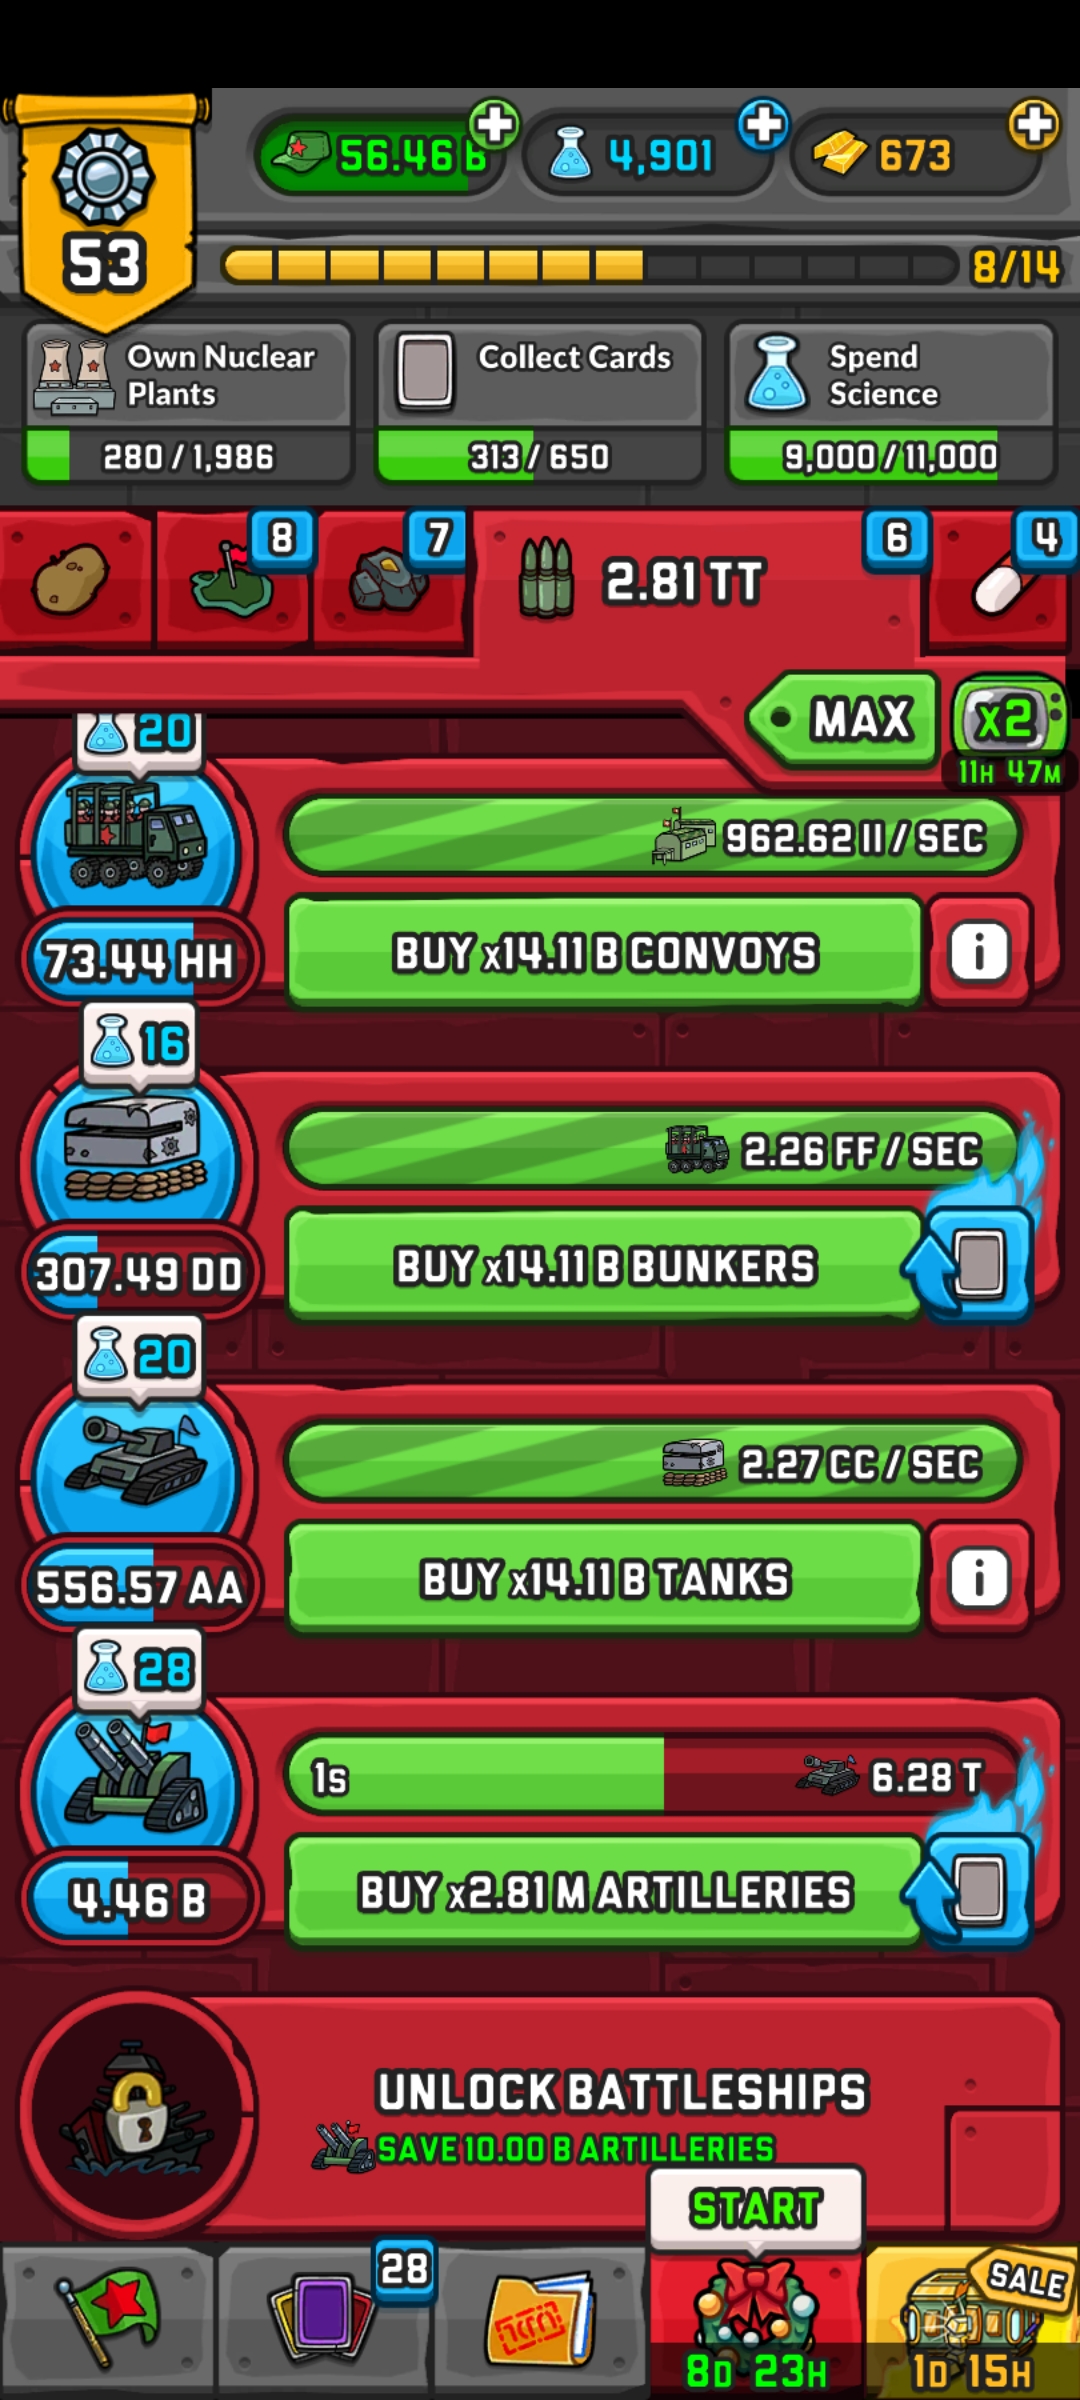 56.46 B
4,901
673
53
8/14
Own Nuclear
Plants
280 / 1,986
Collect Cards
313 / 650
Spend
Science
9,000 / 11,000
8
7
2.81 TT
6
4
MAX
x2
11H 47M
20
962.62 II / SEC
73.44 HH
BUY x14.11 B CONVOYS
i
16
2.26 FF / SEC
307.49 DD
BUY x14.11 B BUNKERS
20
2.27 CC / SEC
556.57 AA
BUY x14.11 B TANKS
i
28
1s
6.28 T
4.46 B
BUY x2.81 M ARTILLERIES
UNLOCK BATTLESHIPS
SAVE 10.00 B ARTILLERIES
START
28
SALE
8D 23H
1D 15H